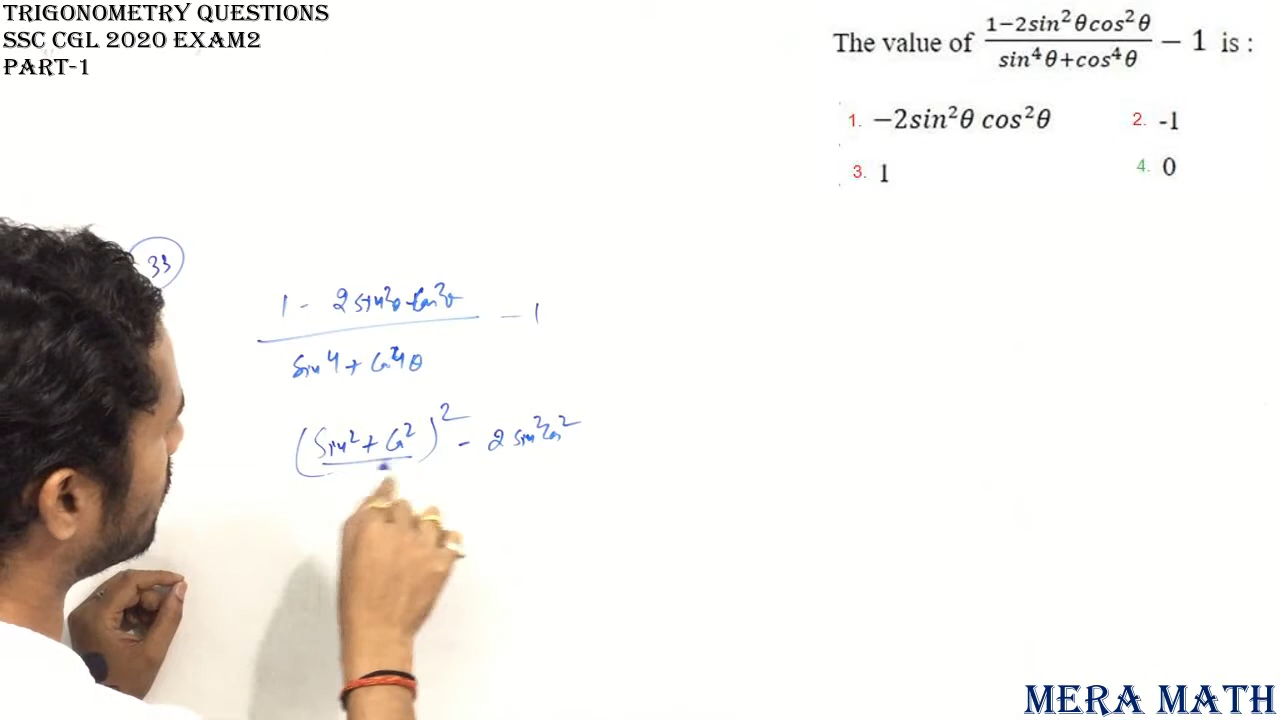 TRIGONOMETRY QUESTIONS
SSC CGL 2020 EXAM2
PART-1
The value of (1−2sin²θcos²θ)/(sin⁴θ+cos⁴θ) − 1 is :
1. −2sin²θ cos²θ 2. -1
3. 1 4. 0
33
1 - 2 sin²θ cos²θ
- 1
sin4 + cos4θ
(sin² + cos²)² - 2 sin² cos²
MERA MATH